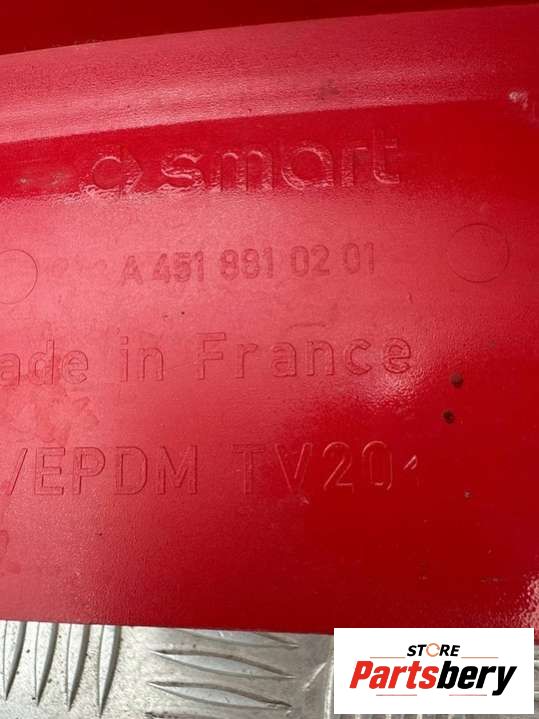 smart
A 451 881 02 01
ade in France
/EPDM TV20
STORE
Partsbery